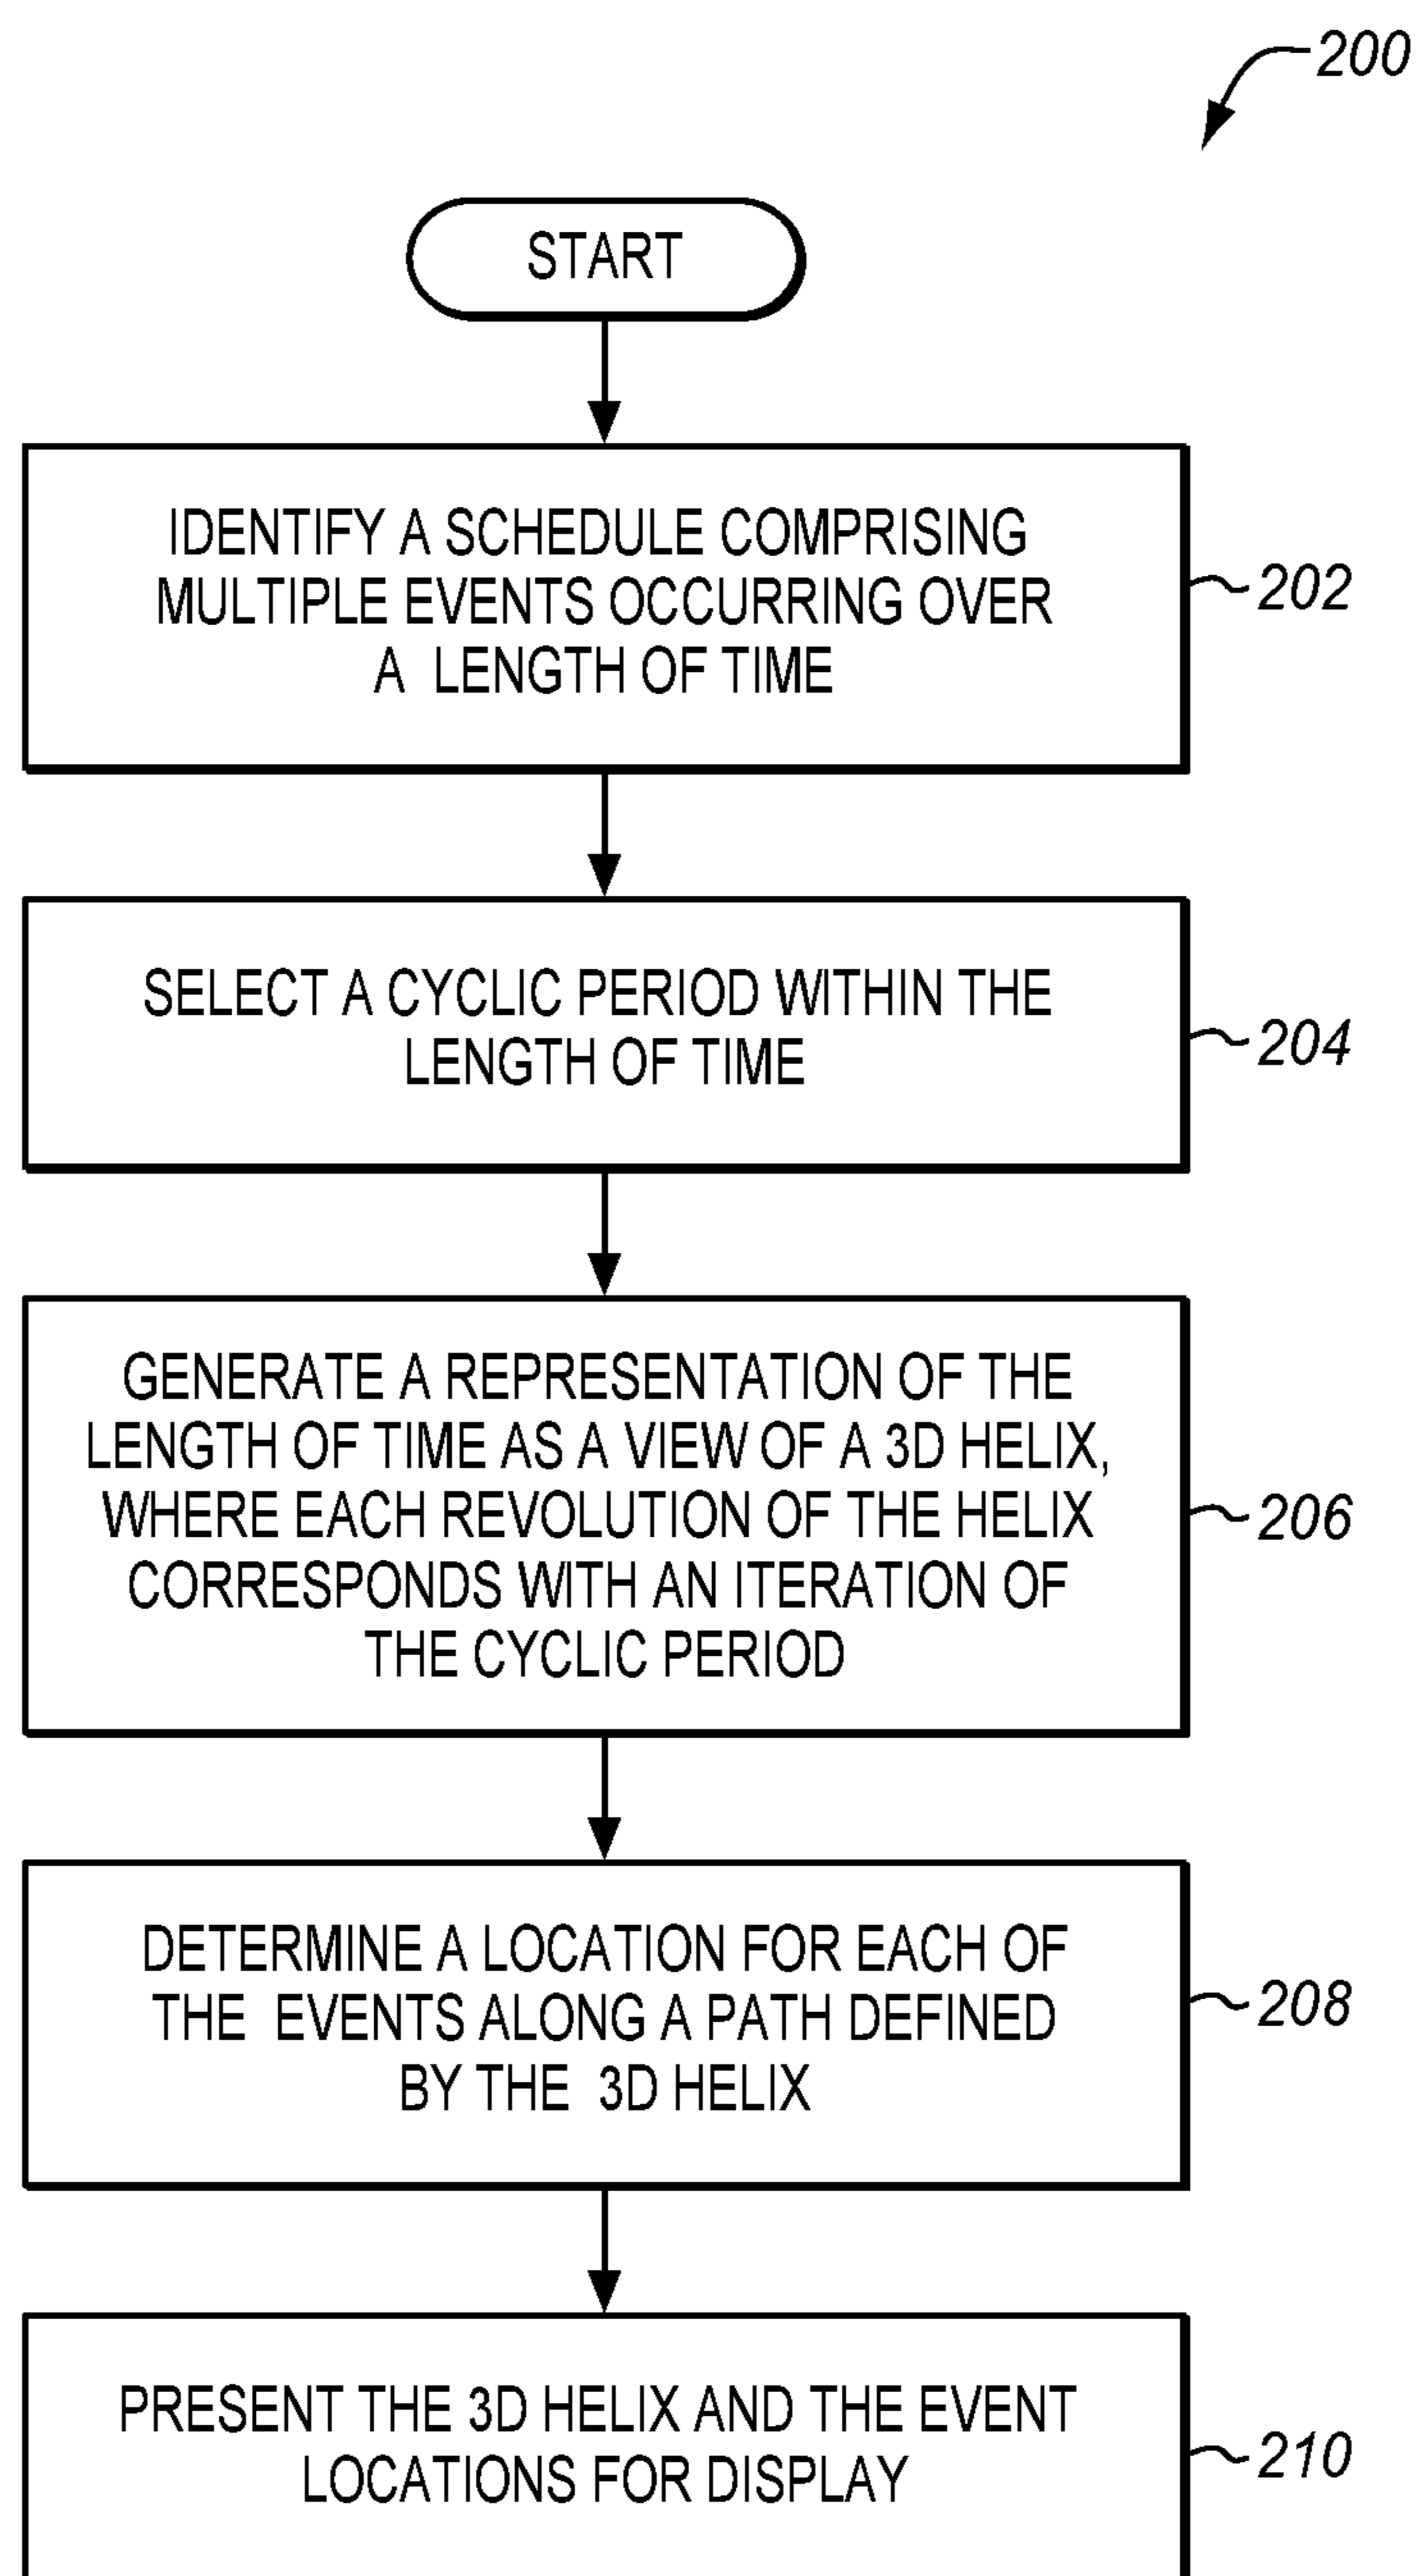 200
START
IDENTIFY A SCHEDULE COMPRISING
MULTIPLE EVENTS OCCURRING OVER
A LENGTH OF TIME
202
SELECT A CYCLIC PERIOD WITHIN THE
LENGTH OF TIME
204
GENERATE A REPRESENTATION OF THE
LENGTH OF TIME AS A VIEW OF A 3D HELIX,
WHERE EACH REVOLUTION OF THE HELIX
CORRESPONDS WITH AN ITERATION OF
THE CYCLIC PERIOD
206
DETERMINE A LOCATION FOR EACH OF
THE EVENTS ALONG A PATH DEFINED
BY THE 3D HELIX
208
PRESENT THE 3D HELIX AND THE EVENT
LOCATIONS FOR DISPLAY
210